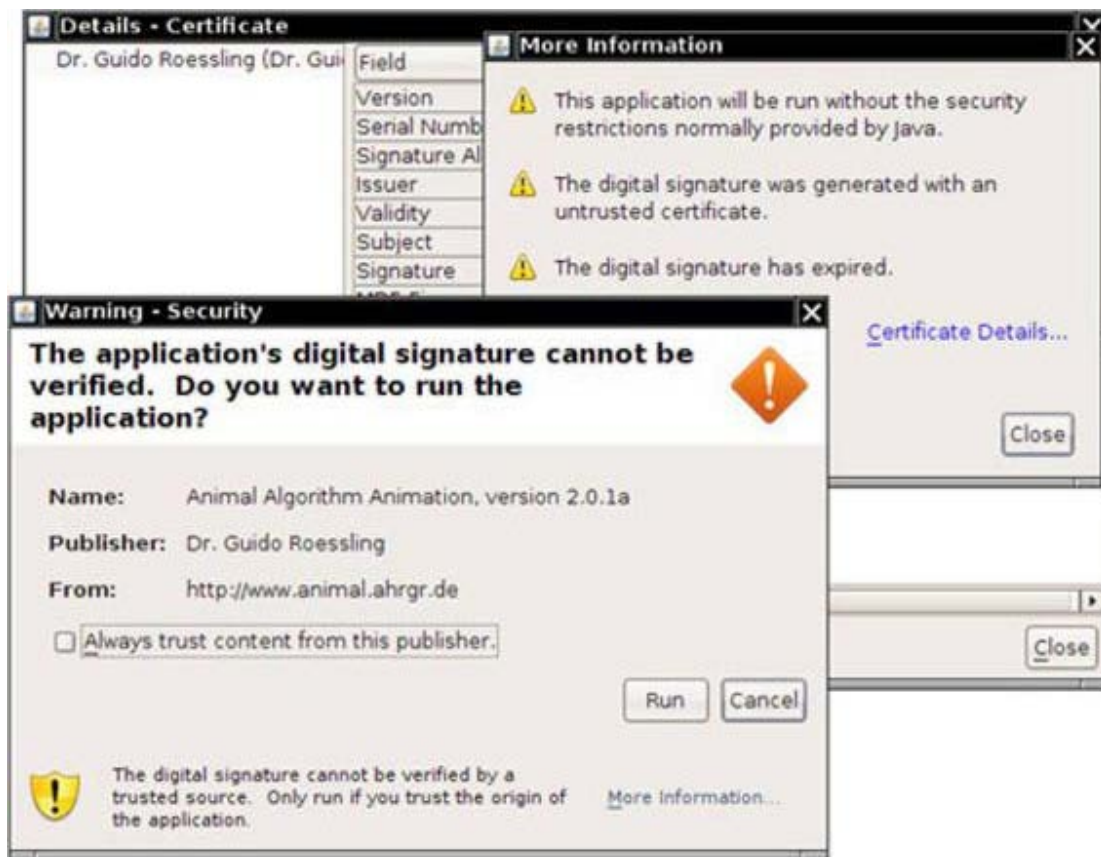 Details - Certificate
Dr. Guido Roessling (Dr. Gui
Field
Version
Serial Numb
Signature Al
Issuer
Validity
Subject
Signature
More Information
This application will be run without the security
restrictions normally provided by Java.
The digital signature was generated with an
untrusted certificate.
The digital signature has expired.
Certificate Details...
Close
Close
Warning - Security
The application's digital signature cannot be
verified. Do you want to run the
application?
Name: Animal Algorithm Animation, version 2.0.1a
Publisher: Dr. Guido Roessling
From: http://www.animal.ahrgr.de
Always trust content from this publisher.
Run Cancel
The digital signature cannot be verified by a
trusted source. Only run if you trust the origin of
the application.
More Information...